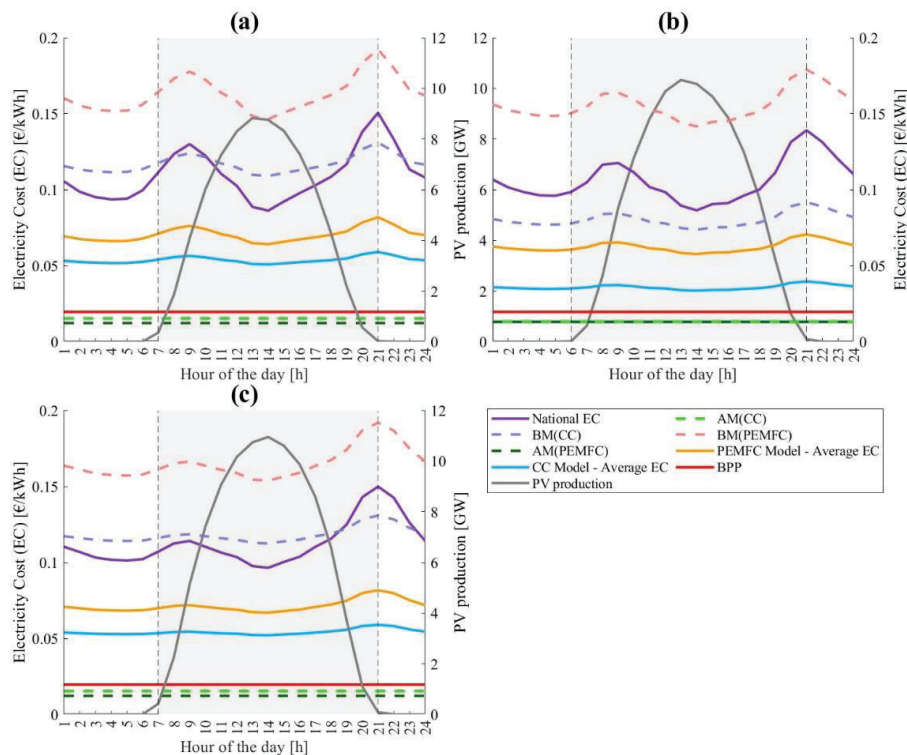 (a)
Electricity Cost (EC) [€/kWh]
0.2
0.15
0.1
0.05
0
1 2 3 4 5 6 7 8 9 10 11 12 13 14 15 16 17 18 19 20 21 22 23 24
Hour of the day [h]
12
10
8
6
4
2
0
PV production [GW]
(b)
PV production [GW]
12
10
8
6
4
2
0
1 2 3 4 5 6 7 8 9 10 11 12 13 14 15 16 17 18 19 20 21 22 23 24
Hour of the day [h]
0.2
0.15
0.1
0.05
0
Electricity Cost (EC) [€/kWh]
(c)
Electricity Cost (EC) [€/kWh]
0.2
0.15
0.1
0.05
0
1 2 3 4 5 6 7 8 9 10 11 12 13 14 15 16 17 18 19 20 21 22 23 24
Hour of the day [h]
12
10
8
6
4
2
0
PV production [GW]
National EC
AM(CC)
BM(CC)
BM(PEMFC)
AM(PEMFC)
PEMFC Model - Average EC
CC Model - Average EC
BPP
PV production